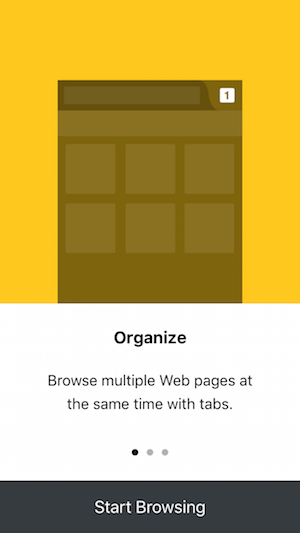 1
Organize
Browse multiple Web pages at
the same time with tabs.
Start Browsing